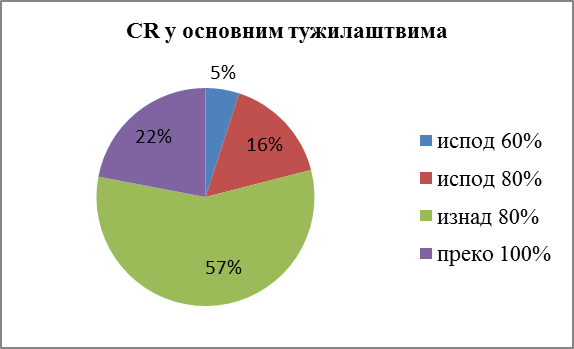 CR у основним тужилаштвима
5%
16%
22%
57%
испод 60%
испод 80%
изнад 80%
преко 100%